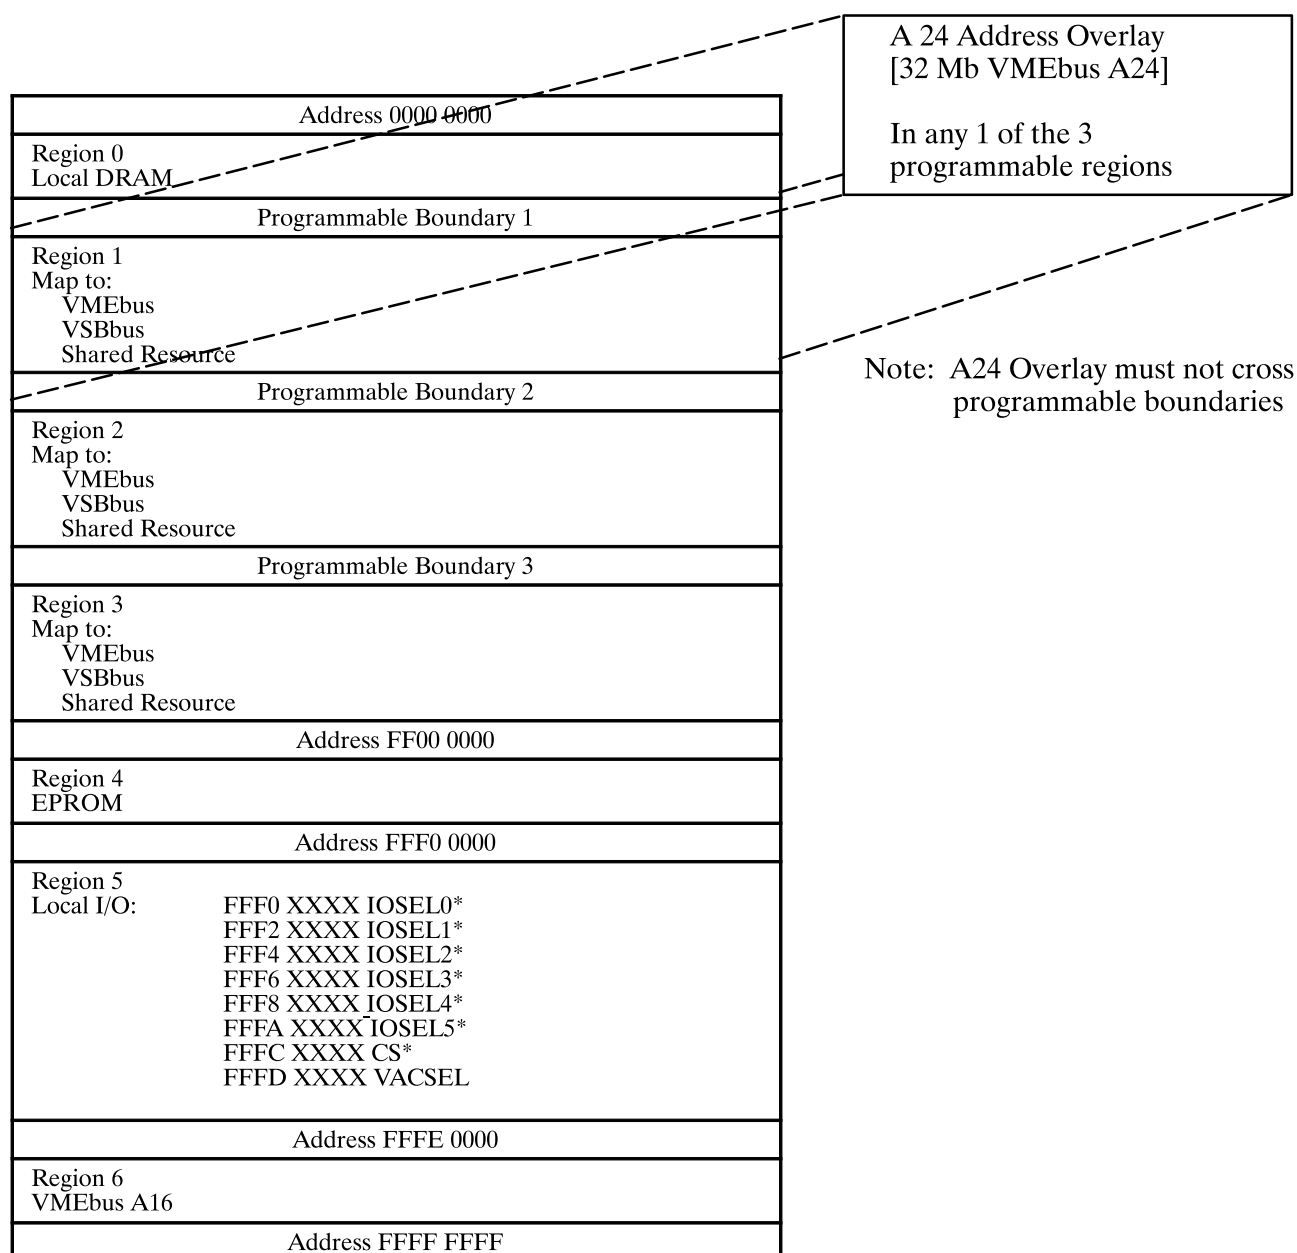 A 24 Address Overlay
[32 Mb VMEbus A24]
In any 1 of the 3
programmable regions
Address 0000 0000
Region 0
Local DRAM
Programmable Boundary 1
Region 1
Map to:
VMEbus
VSBbus
Shared Resource
Note: A24 Overlay must not cross
programmable boundaries
Programmable Boundary 2
Region 2
Map to:
VMEbus
VSBbus
Shared Resource
Programmable Boundary 3
Region 3
Map to:
VMEbus
VSBbus
Shared Resource
Address FF00 0000
Region 4
EPROM
Address FFF0 0000
Region 5
Local I/O: FFF0 XXXX IOSEL0*
FFF2 XXXX IOSEL1*
FFF4 XXXX IOSEL2*
FFF6 XXXX IOSEL3*
FFF8 XXXX IOSEL4*
FFFA XXXX IOSEL5*
FFFC XXXX CS*
FFFD XXXX VACSEL
Address FFFE 0000
Region 6
VMEbus A16
Address FFFF FFFF